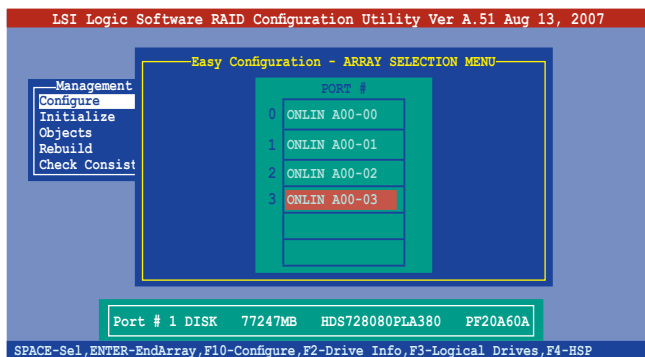 LSI Logic Software RAID Configuration Utility Ver A.51 Aug 13, 2007
Easy Configuration - ARRAY SELECTION MENU
Management
Configure
Initialize
Objects
Rebuild
Check Consist
PORT #
0 ONLIN A00-00
1 ONLIN A00-01
2 ONLIN A00-02
3 ONLIN A00-03
Port # 1 DISK 77247MB HDS728080PLA380 PF20A60A
SPACE-Sel,ENTER-EndArray,F10-Configure,F2-Drive Info,F3-Logical Drives,F4-HSP